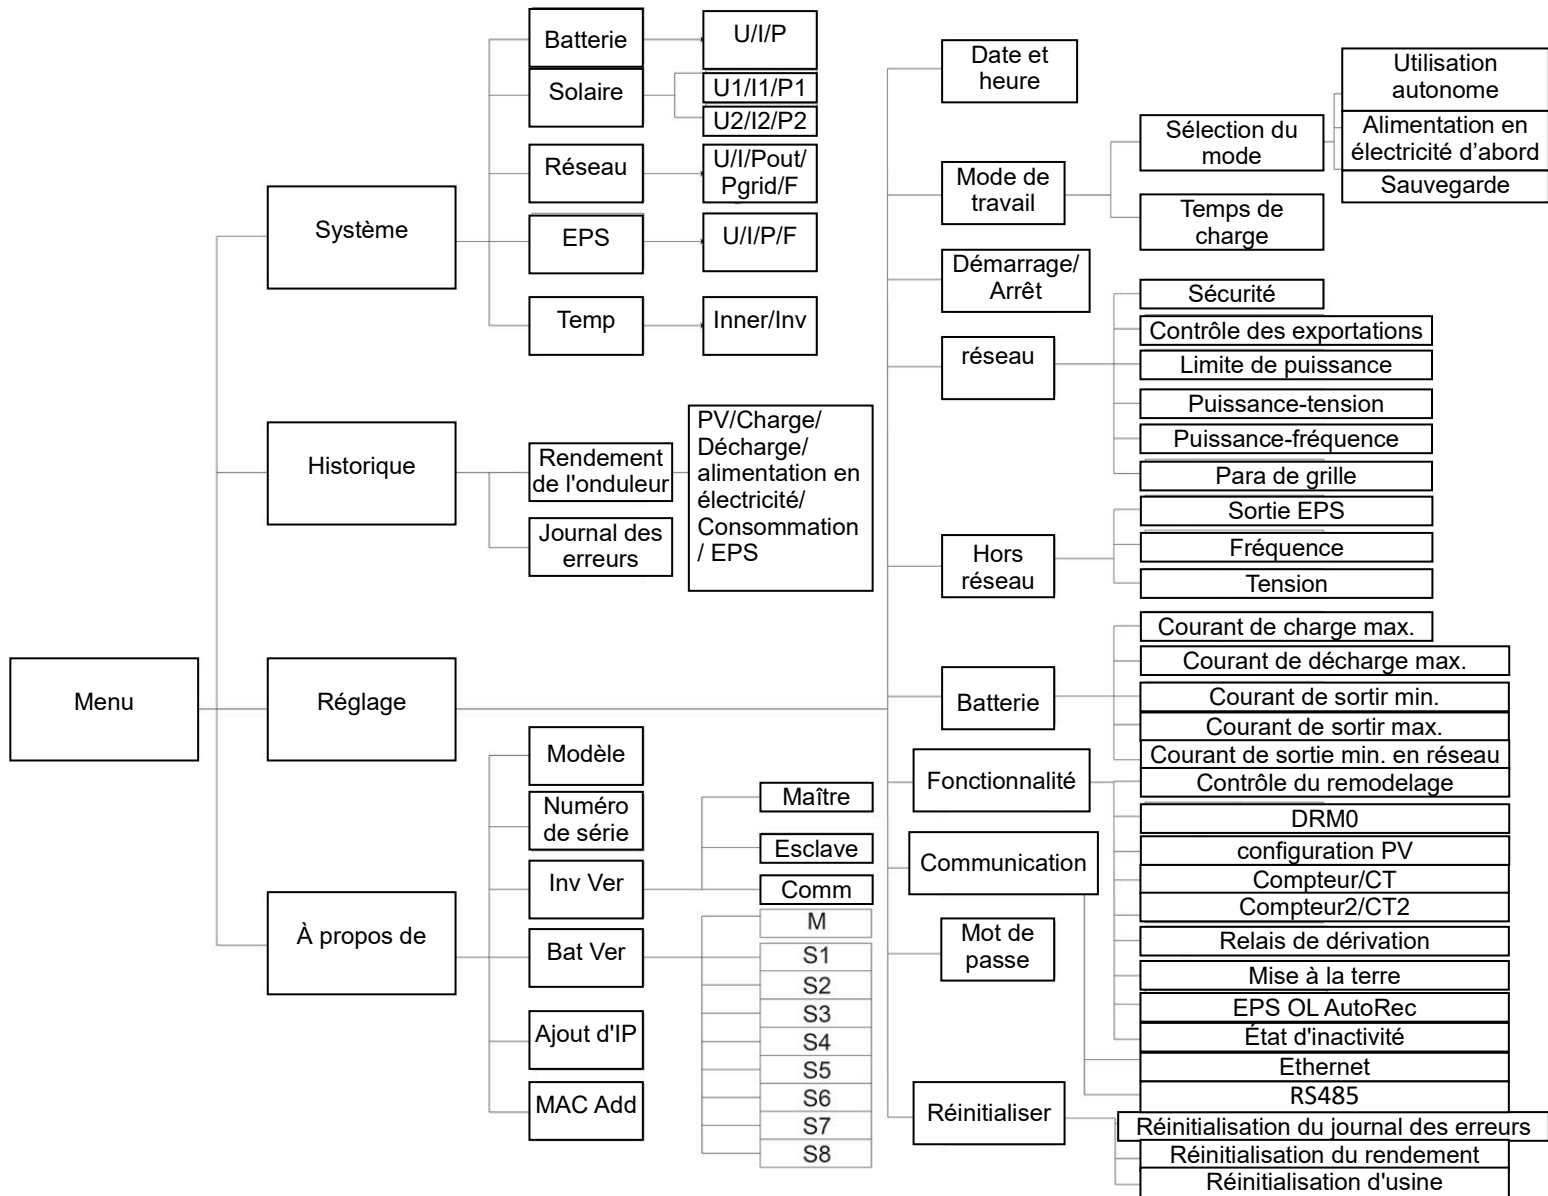 Menu
Système
Batterie
U/I/P
Solaire
U1/I1/P1
U2/I2/P2
Réseau
U/I/Pout/
Pgrid/F
EPS
U/I/P/F
Temp
Inner/Inv
Historique
Rendement
de l'onduleur
PV/Charge/
Décharge/
alimentation en
électricité/
Consommation
/ EPS
Journal des
erreurs
Réglage
Date et
heure
Mode de
travail
Sélection du
mode
Utilisation
autonome
Alimentation en
électricité d’abord
Sauvegarde
Temps de
charge
Démarrage/
Arrêt
réseau
Sécurité
Contrôle des exportations
Limite de puissance
Puissance-tension
Puissance-fréquence
Para de grille
Hors
réseau
Sortie EPS
Fréquence
Tension
Batterie
Courant de charge max.
Courant de décharge max.
Courant de sortir min.
Courant de sortir max.
Courant de sortie min. en réseau
Fonctionnalité
Contrôle du remodelage
DRM0
configuration PV
Compteur/CT
Compteur2/CT2
Relais de dérivation
Mise à la terre
EPS OL AutoRec
État d'inactivité
Communication
Ethernet
RS485
Mot de
passe
Réinitialiser
Réinitialisation du journal des erreurs
Réinitialisation du rendement
Réinitialisation d'usine
À propos de
Modèle
Numéro
de série
Inv Ver
Maître
Esclave
Comm
Bat Ver
M
S1
S2
S3
S4
S5
S6
S7
S8
Ajout d'IP
MAC Add